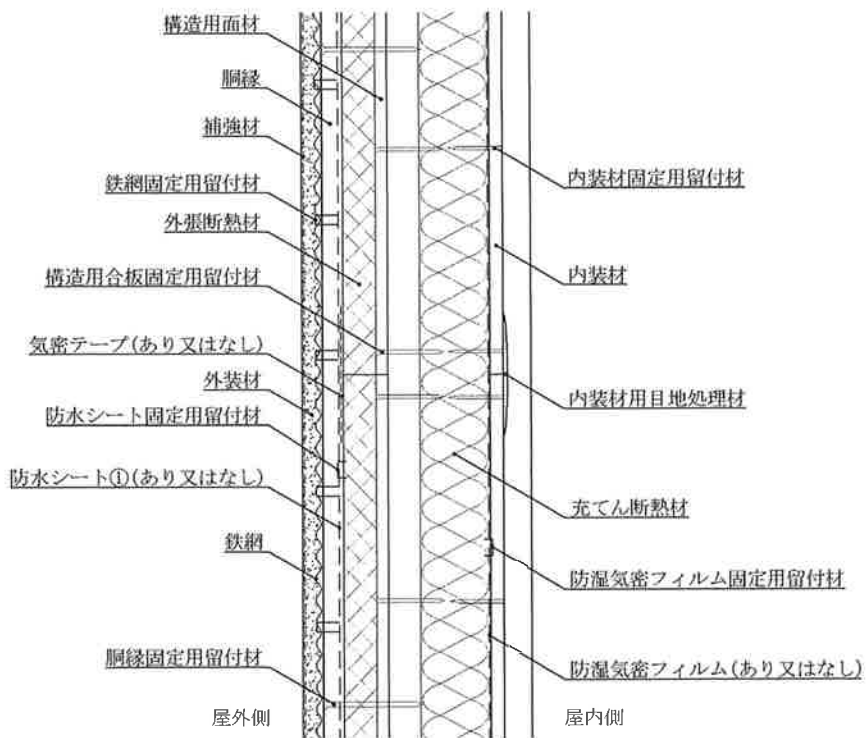 構造用面材
胴縁
補強材
鉄網固定用留付材
外張断熱材
構造用合板固定用留付材
気密テープ(あり又はなし)
外装材
防水シート固定用留付材
防水シート①(あり又はなし)
鉄網
胴縁固定用留付材
屋外側
内装材固定用留付材
内装材
内装材用目地処理材
充てん断熱材
防湿気密フィルム固定用留付材
防湿気密フィルム(あり又はなし)
屋内側